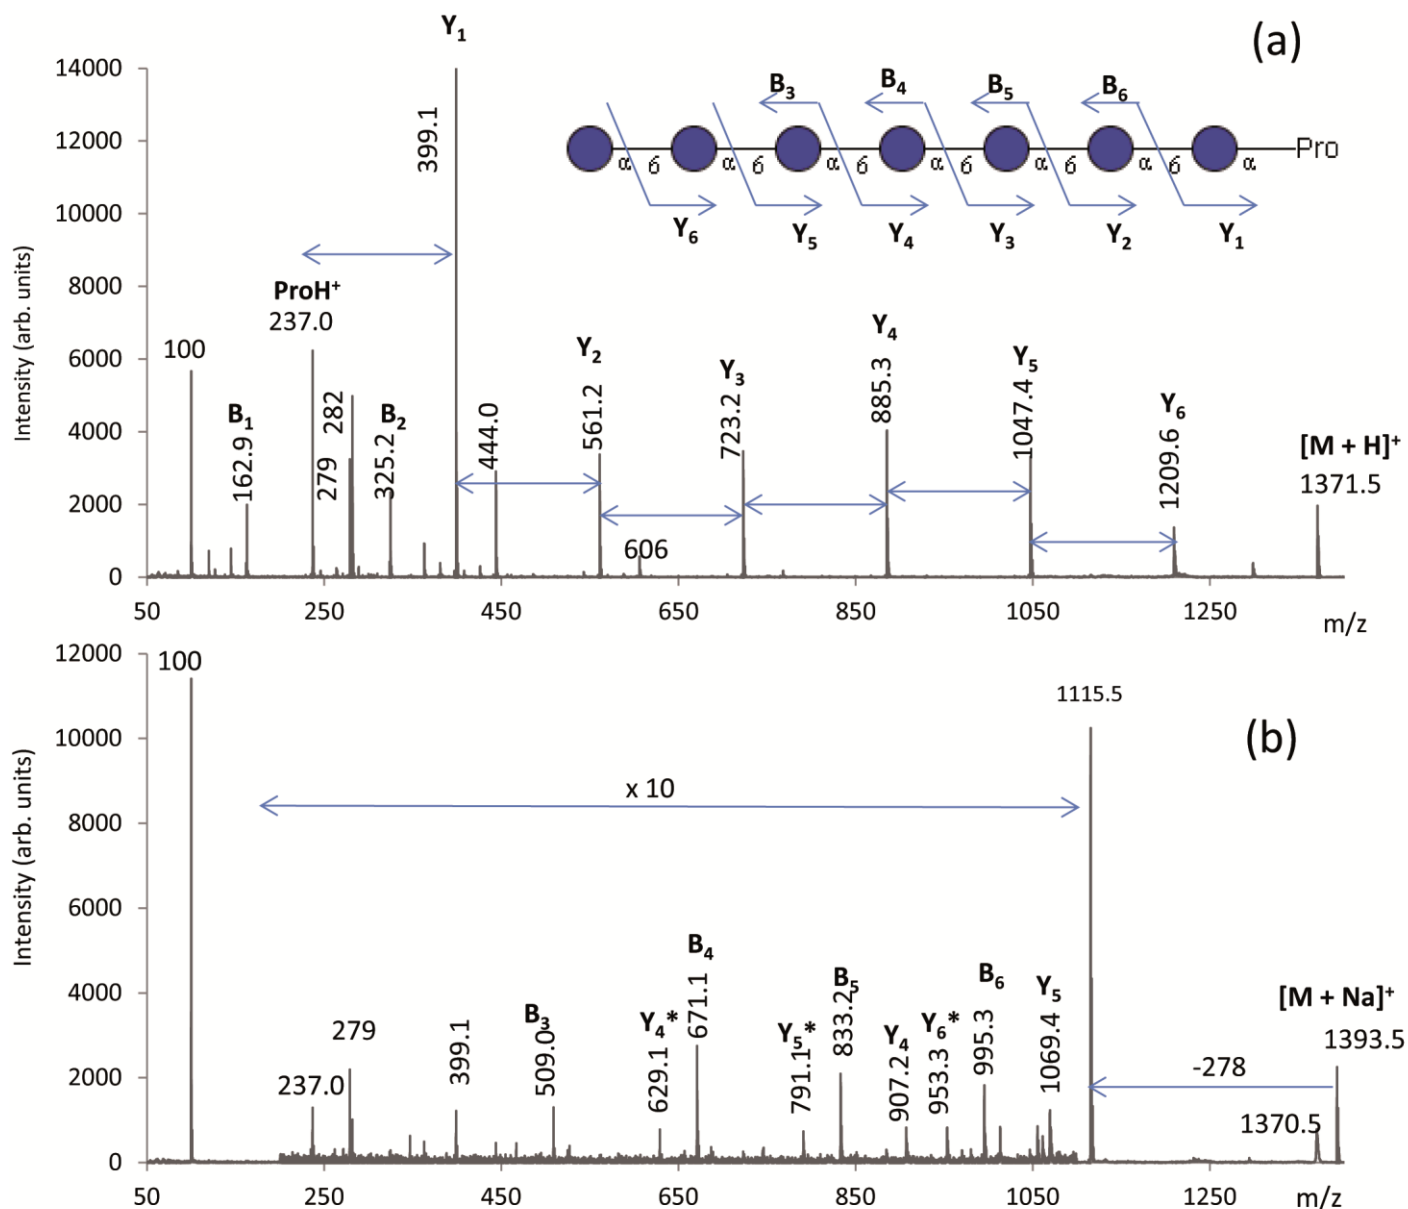 (a)
Y1
14000
12000
10000
8000
6000
4000
2000
0
Intensity (arb. units)
50 250 450 650 850 1050 1250 m/z
B3 B4 B5 B6
α 6 α 6 α 6 α 6 α 6 α 6 α Pro
Y6 Y5 Y4 Y3 Y2 Y1
100
B1
162.9
ProH+
237.0
279
282
B2
325.2
399.1
444.0
Y2
561.2
606
Y3
723.2
Y4
885.3
Y5
1047.4
Y6
1209.6
[M + H]+
1371.5
(b)
12000
10000
8000
6000
4000
2000
0
Intensity (arb. units)
50 250 450 650 850 1050 1250 m/z
100
x 10
237.0
279
399.1
B3
509.0
Y4*
629.1
B4
671.1
Y5*
791.1
B5
833.2
Y4
907.2
Y6*
953.3
B6
995.3
Y5
1069.4
1115.5
-278
[M + Na]+
1393.5
1370.5